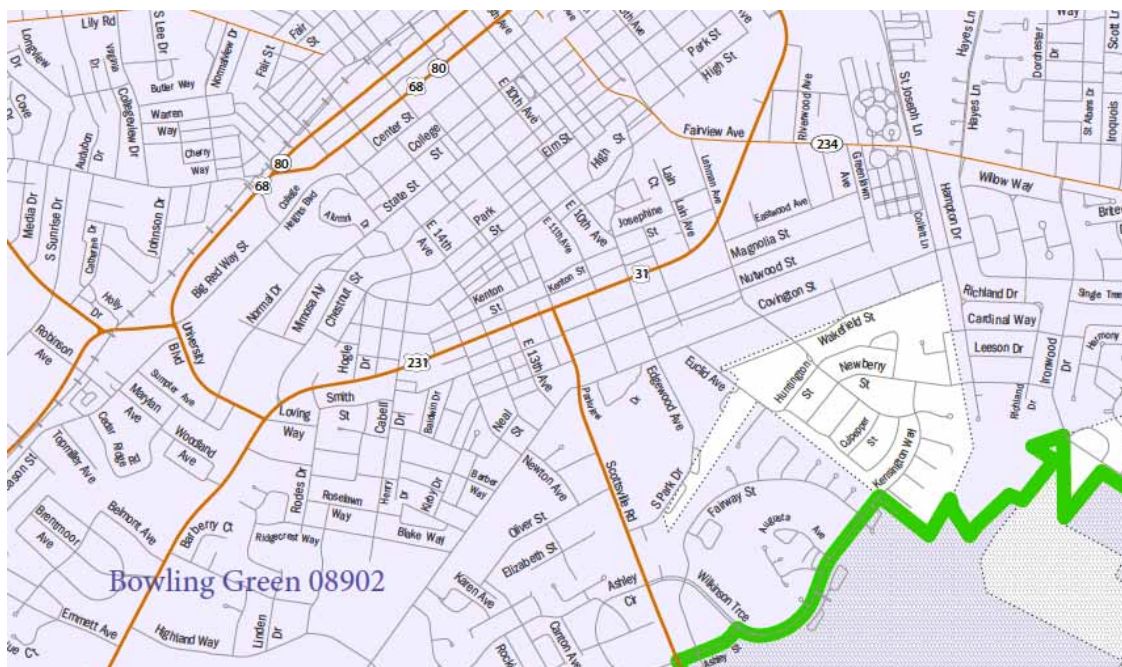 Lily Rd
Longview
Dr
S Lee Dr
Virginia
Dr
Collegeview Dr
Normalview Dr
Fair St
Fair
St
Butler Way
Warren
Way
Cherry
Way
Cove
Dr
Audubon
Dr
80
68
80
68
Center St
College
St
E 10th Ave
Elm St
High
St
Park St
High St
Fairview Ave
Riverwood Ave
234
Greenlawn
Ave
St Joseph Ln
Hayes Ln
Hayes Ln
Dorchester
Dr
Way
St Albans Dr
Scott Ln
Iroquois
Willow Way
Hampton Dr
Collett Ln
Media Dr
S Sunrise Dr
Catherine Dr
Johnson Dr
Holly
Dr
College
Heights Blvd
Alumni
Dr
State St
E 14th
Ave
Park
St
E 11th Ave
E 10th Ave
Josephine
St
Lain
Ct
Lain
Ave
Lehman Ave
Eastwood Ave
Magnolia St
Nutwood St
Covington St
31
Kenton
St
Kenton St
Big Red Way St
Normal Dr
Mimosa Aly
Chestnut St
Hogle
Dr
231
E 13th Ave
University
Blvd
Robinson
Ave
Sumpter Ave
Marylan
Ave
Cedar
Ridge Rd
Woodland
Ave
Topmiller Ave
Loving
Way
Smith
St
Cabell
Dr
Baldwin Dr
Neal
St
Parkview
Dr
Edgewood Ave
Euclid Ave
Wakefield St
Huntington
St
Newberry
St
Culpepper
St
Kensington Way
Richland Dr
Cardinal Way
Leeson Dr
Richland
Dr
Ironwood
Dr
Single Tree
Harmony
Scottsville Rd
S Park Dr
Fairway St
Augusta
Ave
Brentmoor
Ave
Belmont Ave
Barberry Ct
Rodes Dr
Roselawn
Way
Henry
Dr
Kirby Dr
Barber
Way
Blake Way
Ridgecrest Way
Newton Ave
Oliver St
Elizabeth St
Karen Ave
Canton Ave
Ashley
Cir
Wilkinson Trce
Ashley St
Bowling Green 08902
Emmett Ave
Highland Way
Linden
Dr